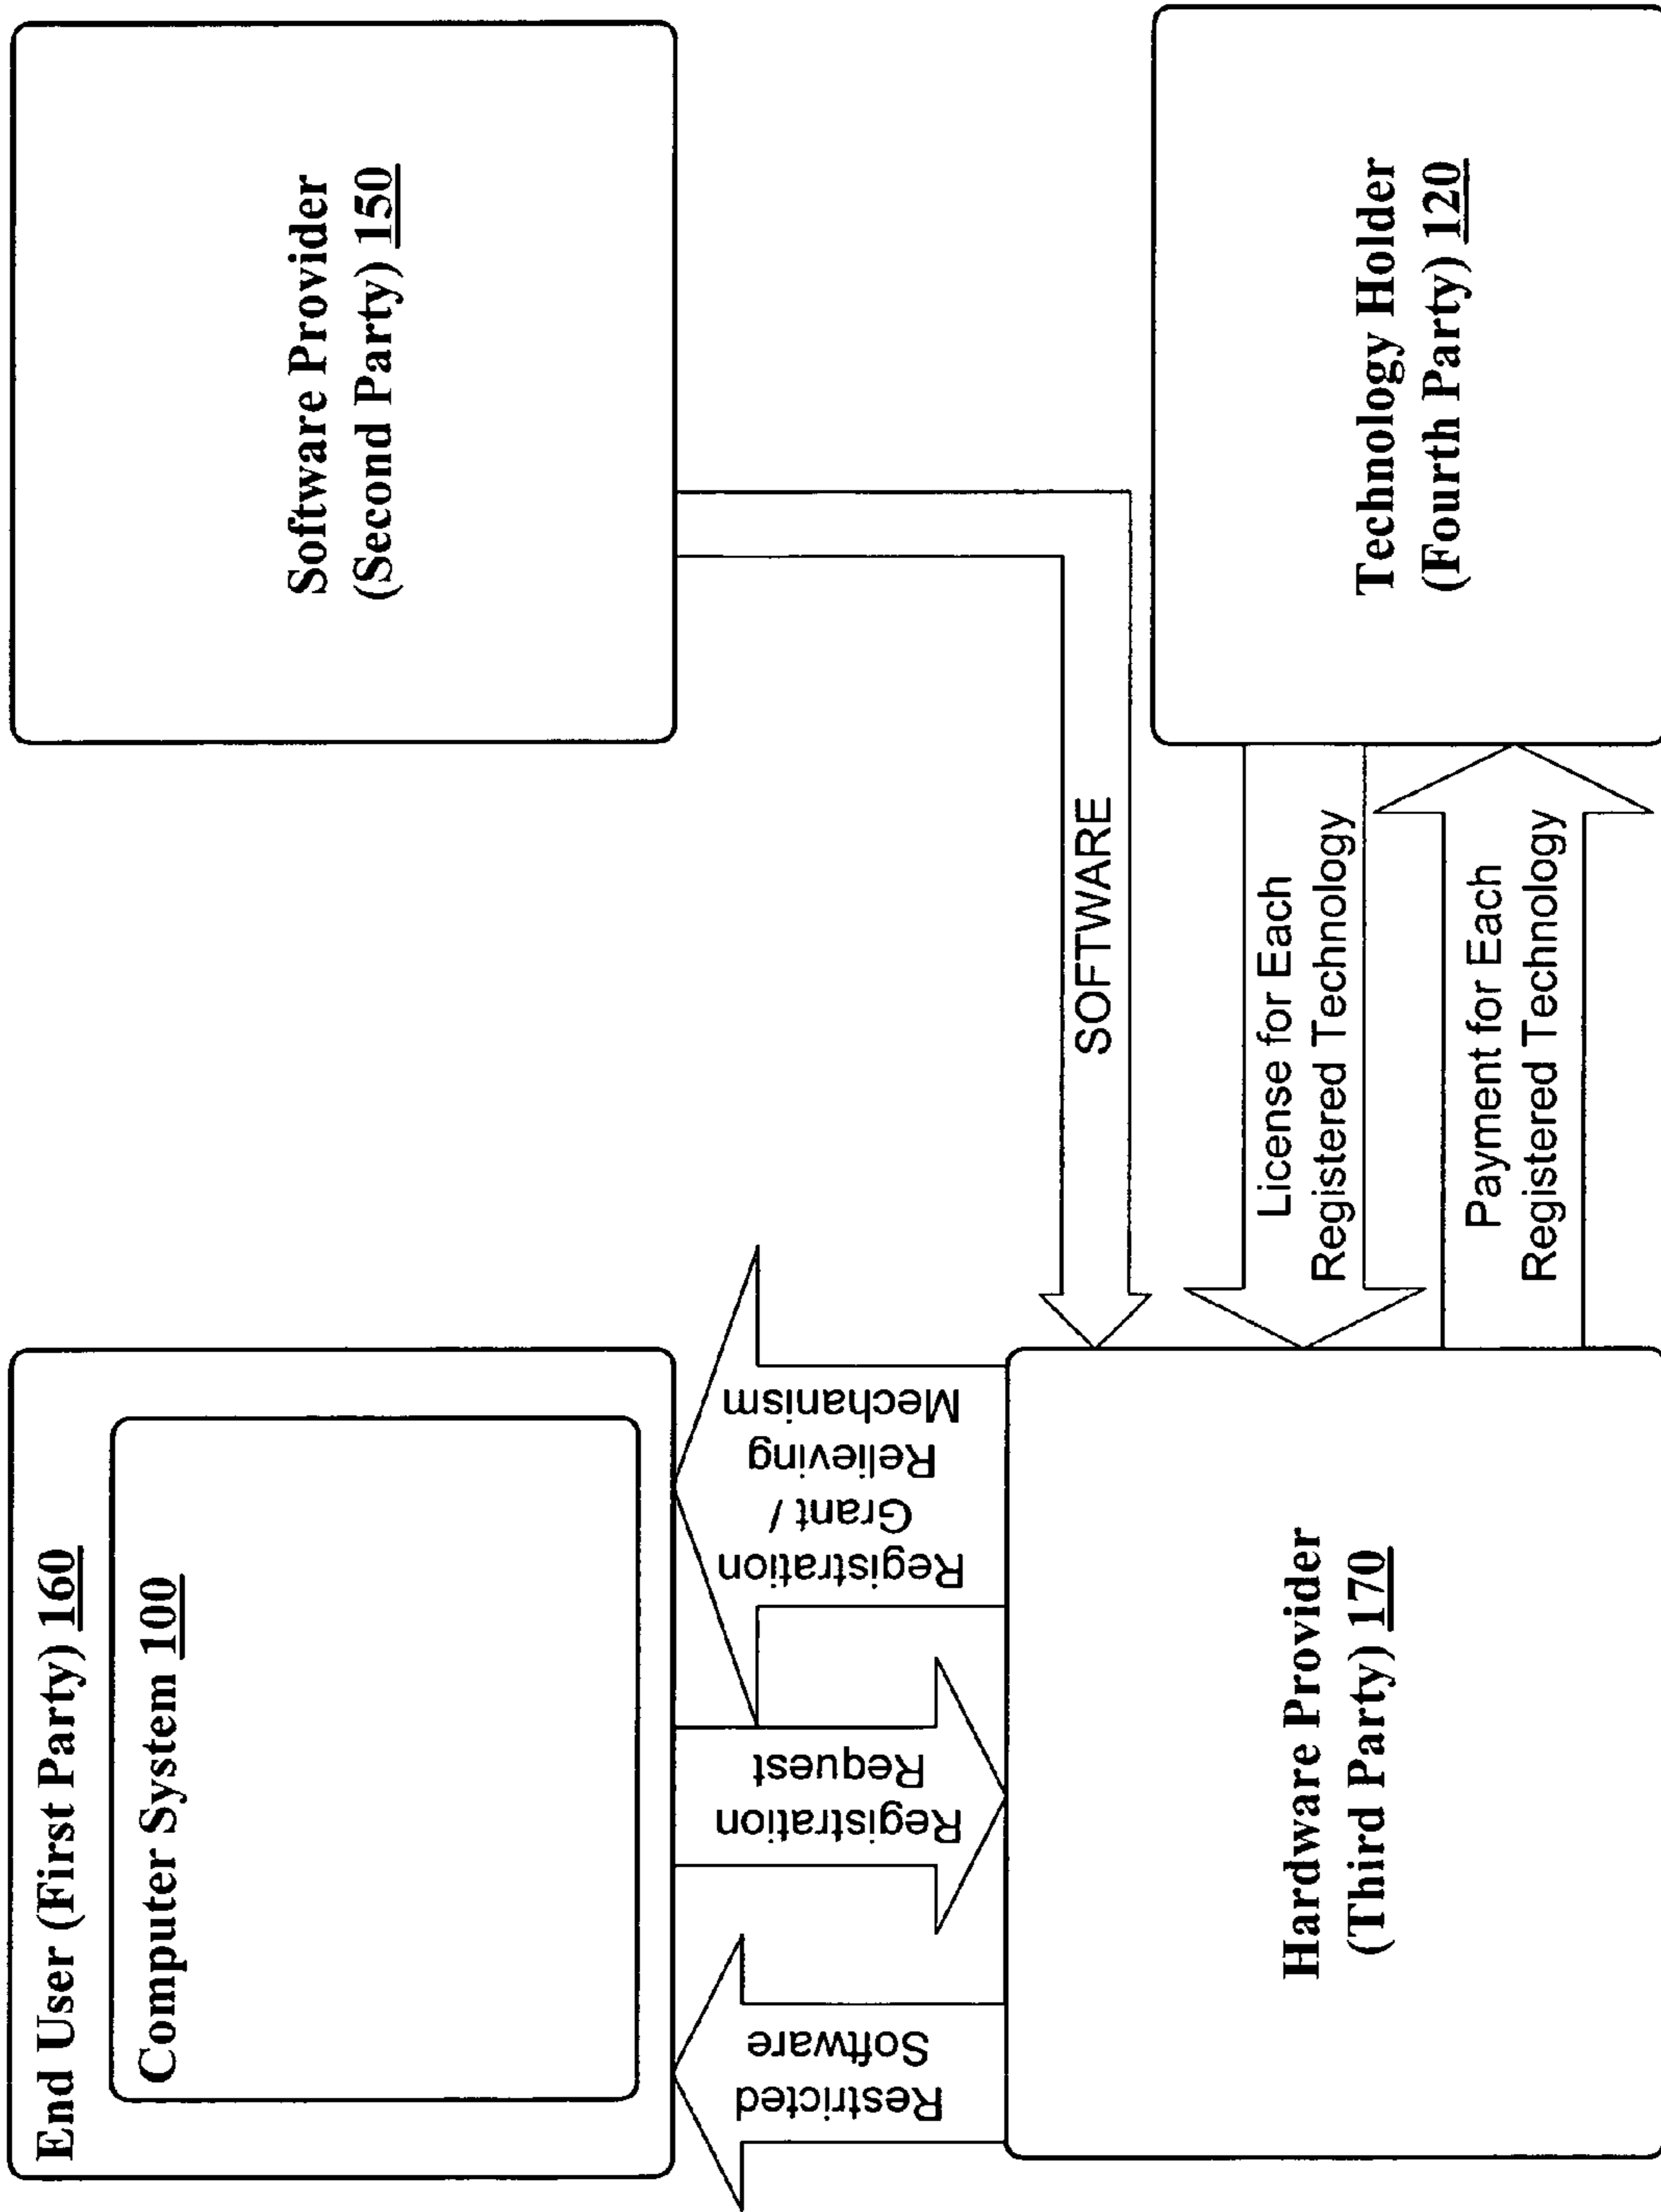 End User (First Party) 160
Computer System 100
Restricted
Software
Registration
Request
Registration
Grant /
Relieving
Mechanism
Hardware Provider
(Third Party) 170
Software Provider
(Second Party) 150
SOFTWARE
License for Each
Registered Technology
Payment for Each
Registered Technology
Technology Holder
(Fourth Party) 120